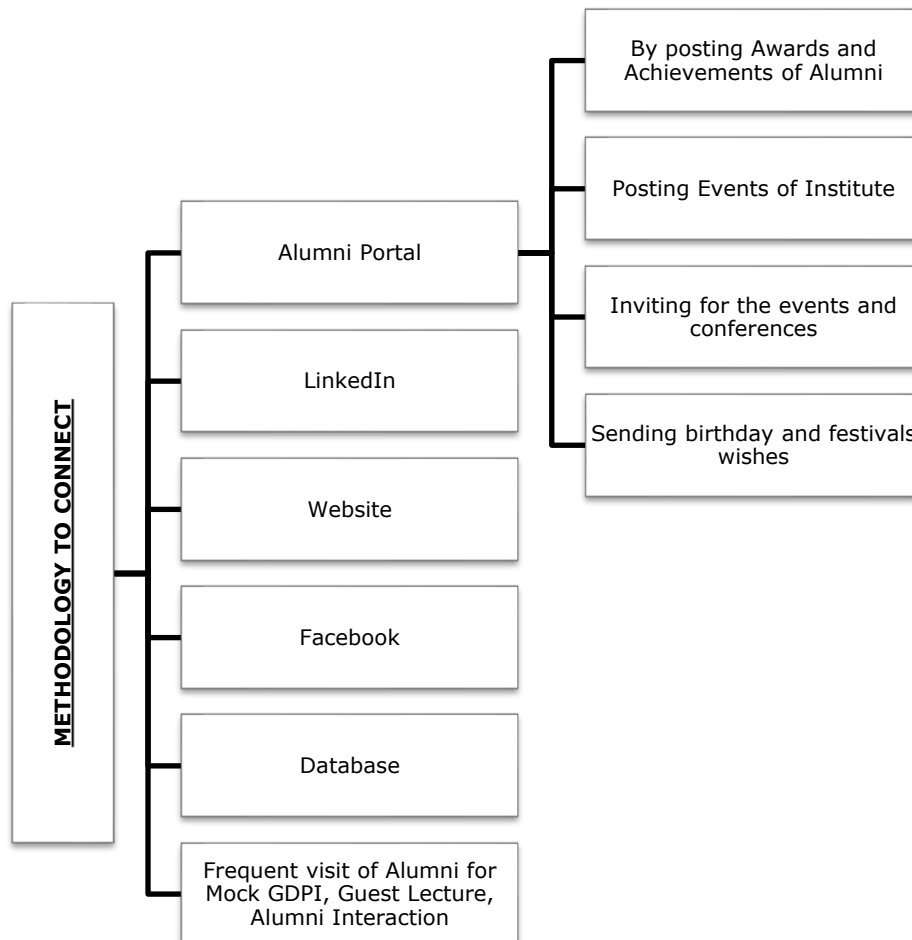 METHODOLOGY TO CONNECT
Alumni Portal
By posting Awards and
Achievements of Alumni
Posting Events of Institute
Inviting for the events and
conferences
Sending birthday and festivals
wishes
LinkedIn
Website
Facebook
Database
Frequent visit of Alumni for
Mock GDPI, Guest Lecture,
Alumni Interaction